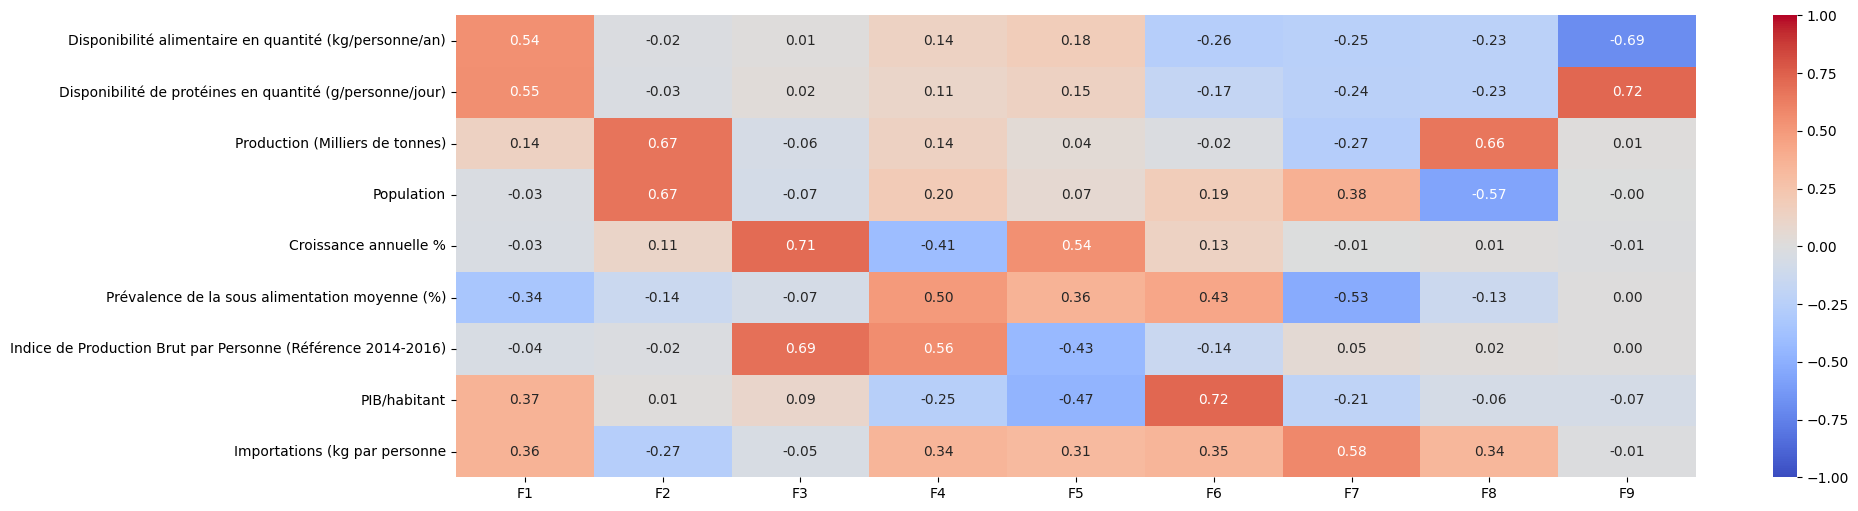 Disponibilité alimentaire en quantité (kg/personne/an) 0.54 -0.02 0.01 0.14 0.18 -0.26 -0.25 -0.23 -0.69
Disponibilité de protéines en quantité (g/personne/jour) 0.55 -0.03 0.02 0.11 0.15 -0.17 -0.24 -0.23 0.72
Production (Milliers de tonnes) 0.14 0.67 -0.06 0.14 0.04 -0.02 -0.27 0.66 0.01
Population -0.03 0.67 -0.07 0.20 0.07 0.19 0.38 -0.57 -0.00
Croissance annuelle % -0.03 0.11 0.71 -0.41 0.54 0.13 -0.01 0.01 -0.01
Prévalence de la sous alimentation moyenne (%) -0.34 -0.14 -0.07 0.50 0.36 0.43 -0.53 -0.13 0.00
Indice de Production Brut par Personne (Référence 2014-2016) -0.04 -0.02 0.69 0.56 -0.43 -0.14 0.05 0.02 0.00
PIB/habitant 0.37 0.01 0.09 -0.25 -0.47 0.72 -0.21 -0.06 -0.07
Importations (kg par personne 0.36 -0.27 -0.05 0.34 0.31 0.35 0.58 0.34 -0.01
F1 F2 F3 F4 F5 F6 F7 F8 F9
1.00
0.75
0.50
0.25
0.00
−0.25
−0.50
−0.75
−1.00